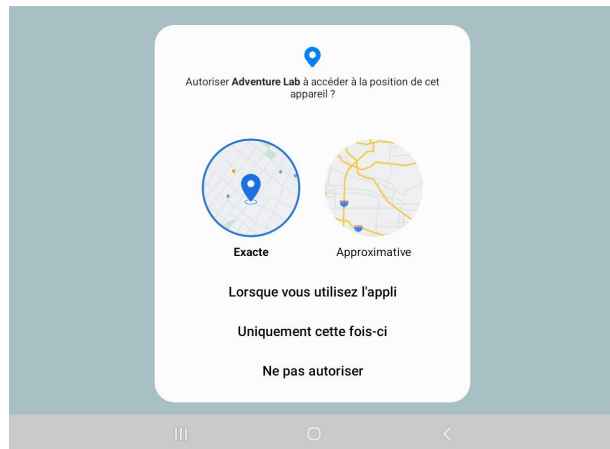 Autoriser Adventure Lab à accéder à la position de cet
appareil ?
Exacte
Approximative
Lorsque vous utilisez l'appli
Uniquement cette fois-ci
Ne pas autoriser